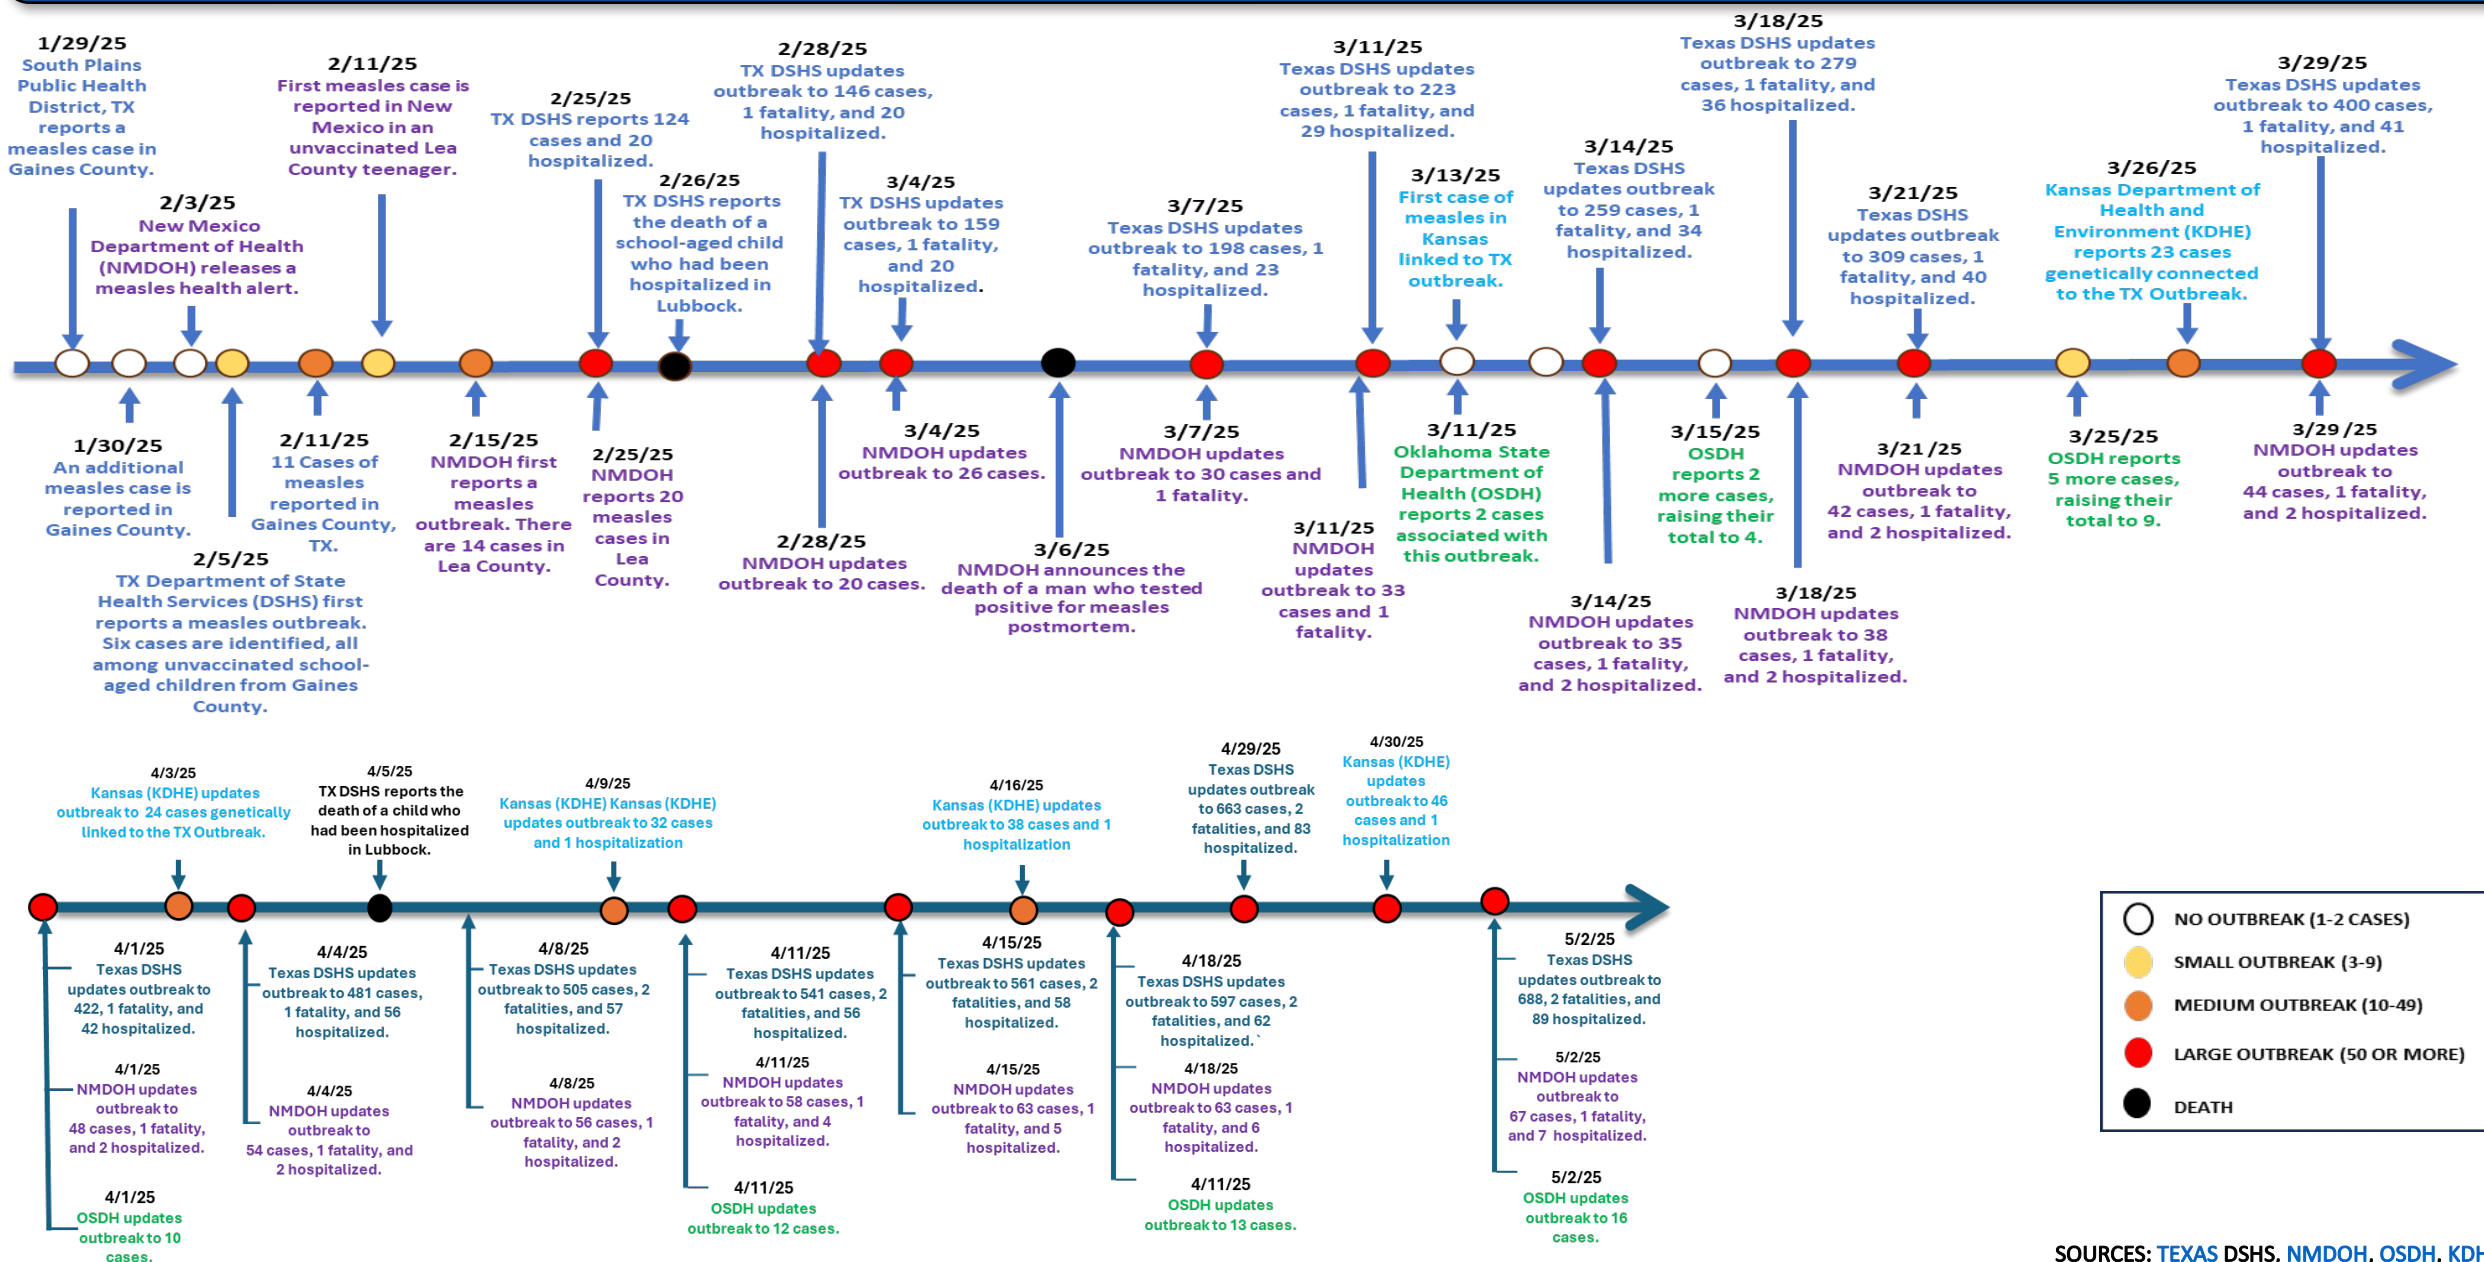 1/29/25
South Plains
Public Health
District, TX
reports a
measles case in
Gaines County.
2/3/25
New Mexico
Department of Health
(NMDOH) releases a
measles health alert.
2/11/25
First measles case is
reported in New
Mexico in an
unvaccinated Lea
County teenager.
2/25/25
TX DSHS reports 124
cases and 20
hospitalized.
2/26/25
TX DSHS reports
the death of a
school-aged child
who had been
hospitalized in
Lubbock.
2/28/25
TX DSHS updates
outbreak to 146 cases,
1 fatality, and 20
hospitalized.
3/4/25
TX DSHS updates
outbreak to 159
cases, 1 fatality,
and 20
hospitalized.
3/7/25
Texas DSHS updates
outbreak to 198 cases, 1
fatality, and 23
hospitalized.
3/11/25
Texas DSHS updates
outbreak to 223
cases, 1 fatality, and
29 hospitalized.
3/13/25
First case of
measles in
Kansas
linked to TX
outbreak.
3/14/25
Texas DSHS
updates outbreak
to 259 cases, 1
fatality, and 34
hospitalized.
3/18/25
Texas DSHS updates
outbreak to 279
cases, 1 fatality, and
36 hospitalized.
3/21/25
Texas DSHS
updates outbreak
to 309 cases, 1
fatality, and 40
hospitalized.
3/26/25
Kansas Department of
Health and
Environment (KDHE)
reports 23 cases
genetically connected
to the TX Outbreak.
3/29/25
Texas DSHS updates
outbreak to 400 cases,
1 fatality, and 41
hospitalized.
1/30/25
An additional
measles case is
reported in
Gaines County.
2/5/25
TX Department of State
Health Services (DSHS) first
reports a measles outbreak.
Six cases are identified, all
among unvaccinated school-
aged children from Gaines
County.
2/11/25
11 Cases of
measles
reported in
Gaines County,
TX.
2/15/25
NMDOH first
reports a
measles
outbreak. There
are 14 cases in
Lea County.
2/25/25
NMDOH
reports 20
measles
cases in
Lea
County.
2/28/25
NMDOH updates
outbreak to 20 cases.
3/4/25
NMDOH updates
outbreak to 26 cases.
3/6/25
NMDOH announces the
death of a man who tested
positive for measles
postmortem.
3/7/25
NMDOH updates
outbreak to 30 cases and
1 fatality.
3/11/25
NMDOH
updates
outbreak to 33
cases and 1
fatality.
3/11/25
Oklahoma State
Department of
Health (OSDH)
reports 2 cases
associated with
this outbreak.
3/14/25
NMDOH updates
outbreak to 35
cases, 1 fatality,
and 2 hospitalized.
3/15/25
OSDH
reports 2
more cases,
raising their
total to 4.
3/18/25
NMDOH updates
outbreak to 38
cases, 1 fatality,
and 2 hospitalized.
3/21 /25
NMDOH updates
outbreak to
42 cases, 1 fatality,
and 2 hospitalized.
3/25/25
OSDH reports
5 more cases,
raising their
total to 9.
3/29 /25
NMDOH updates
outbreak to
44 cases, 1 fatality,
and 2 hospitalized.
4/3/25
Kansas (KDHE) updates
outbreak to 24 cases genetically
linked to the TX Outbreak.
4/5/25
TX DSHS reports the
death of a child who
had been hospitalized
in Lubbock.
4/9/25
Kansas (KDHE) Kansas (KDHE)
updates outbreak to 32 cases
and 1 hospitalization
4/16/25
Kansas (KDHE) updates
outbreak to 38 cases and 1
hospitalization
4/29/25
Texas DSHS
updates outbreak
to 663 cases, 2
fatalities, and 83
hospitalized.
4/30/25
Kansas (KDHE)
updates
outbreak to 46
cases and 1
hospitalization
4/1/25
Texas DSHS
updates outbreak to
422, 1 fatality, and
42 hospitalized.
4/1/25
NMDOH updates
outbreak to
48 cases, 1 fatality,
and 2 hospitalized.
4/1/25
OSDH updates
outbreak to 10
cases.
4/4/25
Texas DSHS updates
outbreak to 481 cases,
1 fatality, and 56
hospitalized.
4/4/25
NMDOH updates
outbreak to
54 cases, 1 fatality, and
2 hospitalized.
4/8/25
Texas DSHS updates
outbreak to 505 cases, 2
fatalities, and 57
hospitalized.
4/8/25
NMDOH updates
outbreak to 56 cases, 1
fatality, and 2
hospitalized.
4/11/25
Texas DSHS updates
outbreak to 541 cases, 2
fatalities, and 56
hospitalized.
4/11/25
NMDOH updates
outbreak to 58 cases, 1
fatality, and 4
hospitalized.
4/11/25
OSDH updates
outbreak to 12 cases.
4/15/25
Texas DSHS updates
outbreak to 561 cases, 2
fatalities, and 58
hospitalized.
4/15/25
NMDOH updates
outbreak to 63 cases, 1
fatality, and 5
hospitalized.
4/18/25
Texas DSHS updates
outbreak to 597 cases, 2
fatalities, and 62
hospitalized.`
4/18/25
NMDOH updates
outbreak to 63 cases, 1
fatality, and 6
hospitalized.
4/11/25
OSDH updates
outbreak to 13 cases.
5/2/25
Texas DSHS
updates outbreak to
688, 2 fatalities, and
89 hospitalized.
5/2/25
NMDOH updates
outbreak to
67 cases, 1 fatality,
and 7 hospitalized.
5/2/25
OSDH updates
outbreak to 16
cases.
NO OUTBREAK (1-2 CASES)
SMALL OUTBREAK (3-9)
MEDIUM OUTBREAK (10-49)
LARGE OUTBREAK (50 OR MORE)
DEATH
SOURCES: TEXAS DSHS, NMDOH, OSDH,